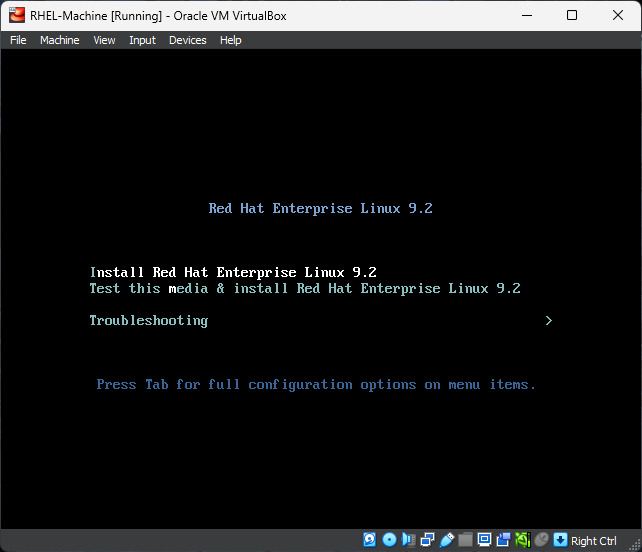 RHEL-Machine [Running] - Oracle VM VirtualBox
File Machine View Input Devices Help
Red Hat Enterprise Linux 9.2
Install Red Hat Enterprise Linux 9.2
Test this media & install Red Hat Enterprise Linux 9.2
Troubleshooting >
Press Tab for full configuration options on menu items.
Right Ctrl